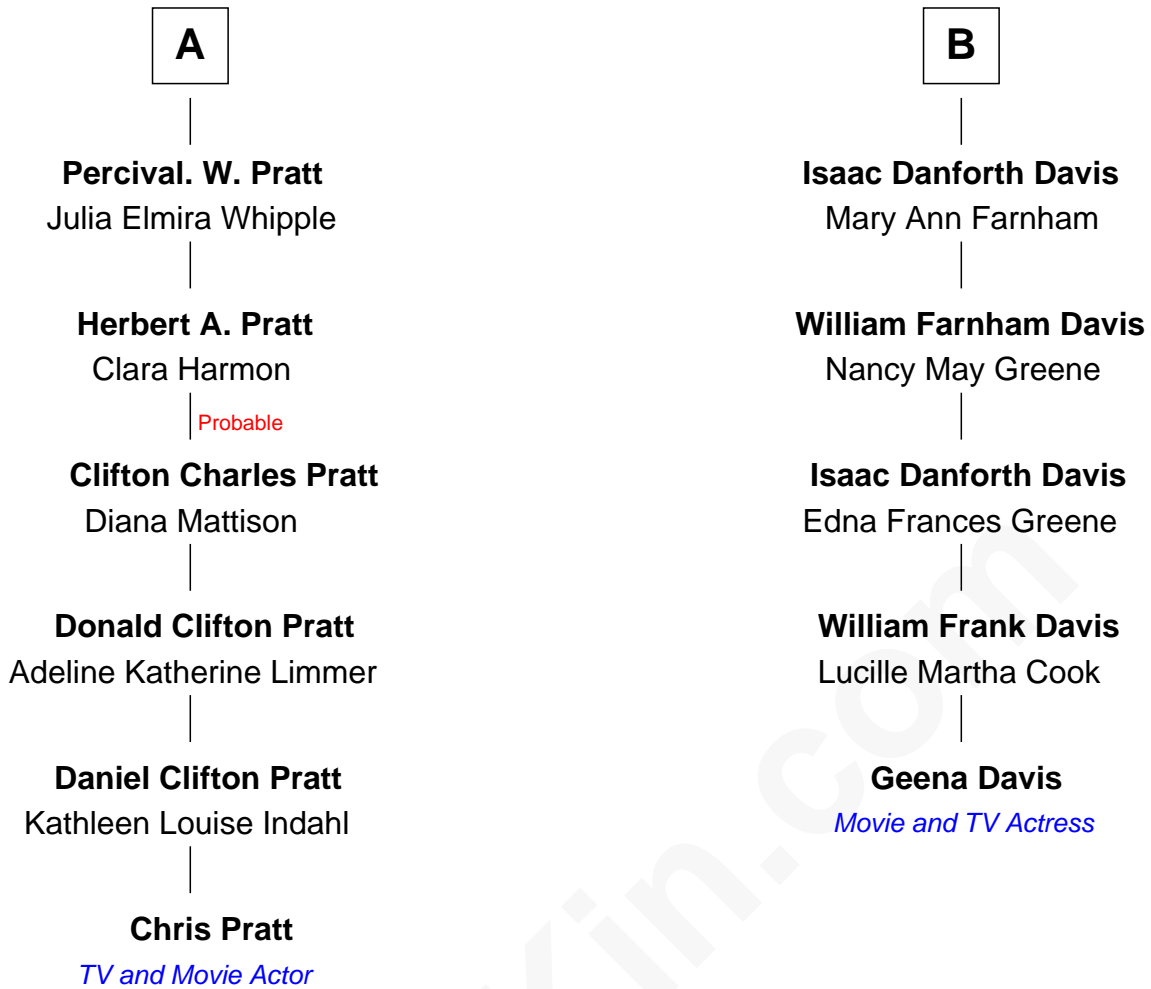 A
Percival. W. Pratt
Julia Elmira Whipple
Herbert A. Pratt
Clara Harmon
Probable
Clifton Charles Pratt
Diana Mattison
Donald Clifton Pratt
Adeline Katherine Limmer
Daniel Clifton Pratt
Kathleen Louise Indahl
Chris Pratt
TV and Movie Actor
B
Isaac Danforth Davis
Mary Ann Farnham
William Farnham Davis
Nancy May Greene
Isaac Danforth Davis
Edna Frances Greene
William Frank Davis
Lucille Martha Cook
Geena Davis
Movie and TV Actress
Kin.com